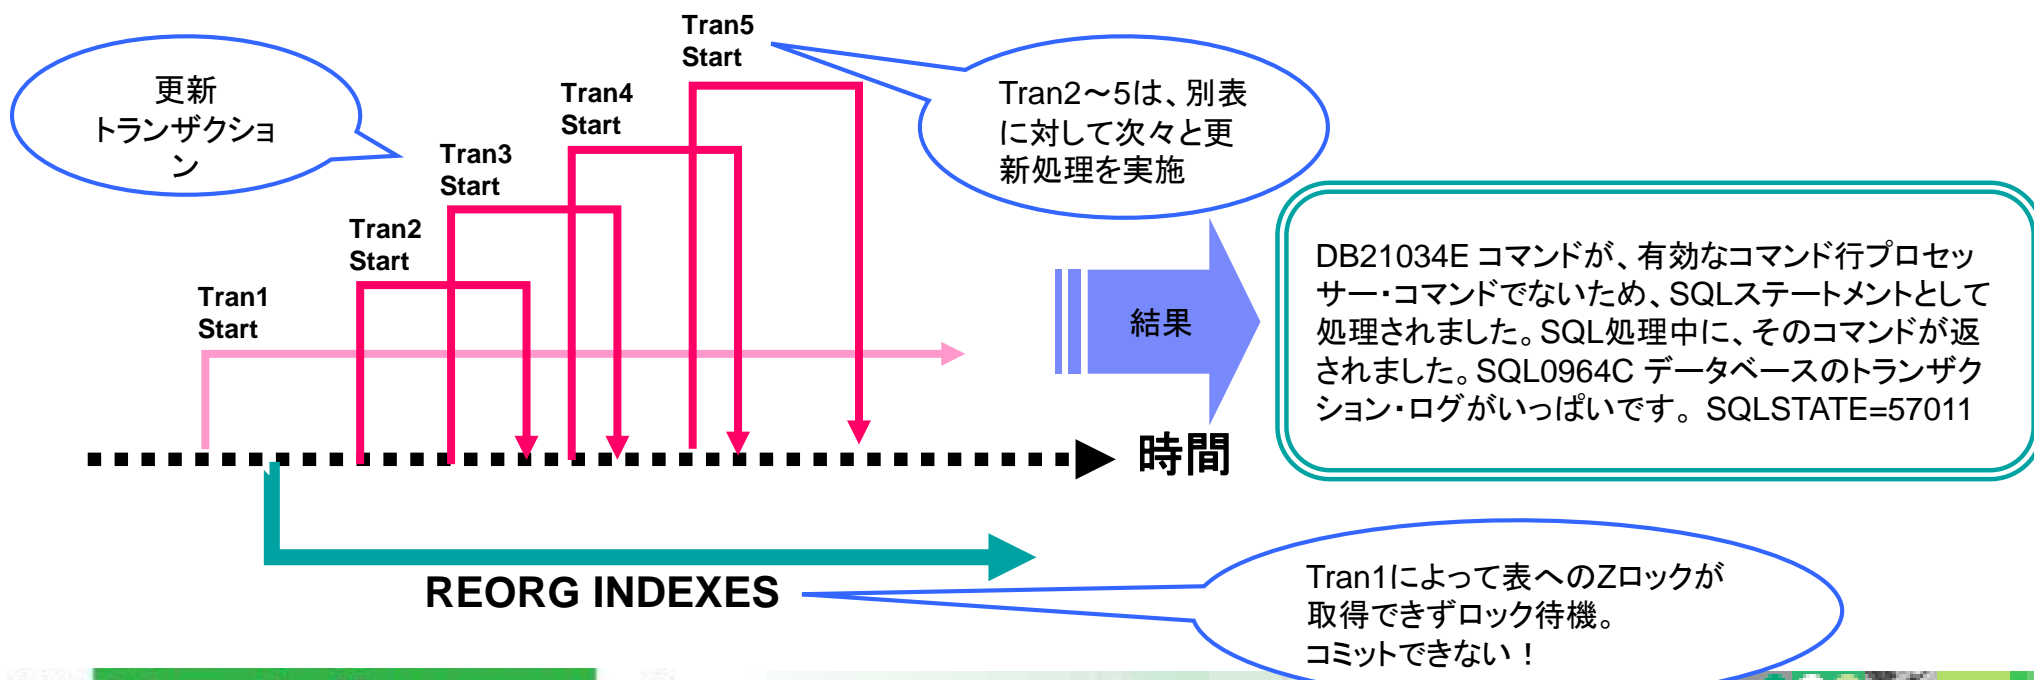 Tran5
Start
更新
トランザクショ
ン
Tran4
Start
Tran2～5は、別表
に対して次々と更
新処理を実施
Tran3
Start
Tran2
Start
Tran1
Start
結果
DB21034E コマンドが、有効なコマンド行プロセッ
サー・コマンドでないため、SQLステートメントとして
処理されました。SQL処理中に、そのコマンドが返
されました。SQL0964C データベースのトランザク
ション・ログがいっぱいです。 SQLSTATE=57011
時間
REORG INDEXES
Tran1によって表へのZロックが
取得できずロック待機。
コミットできない！